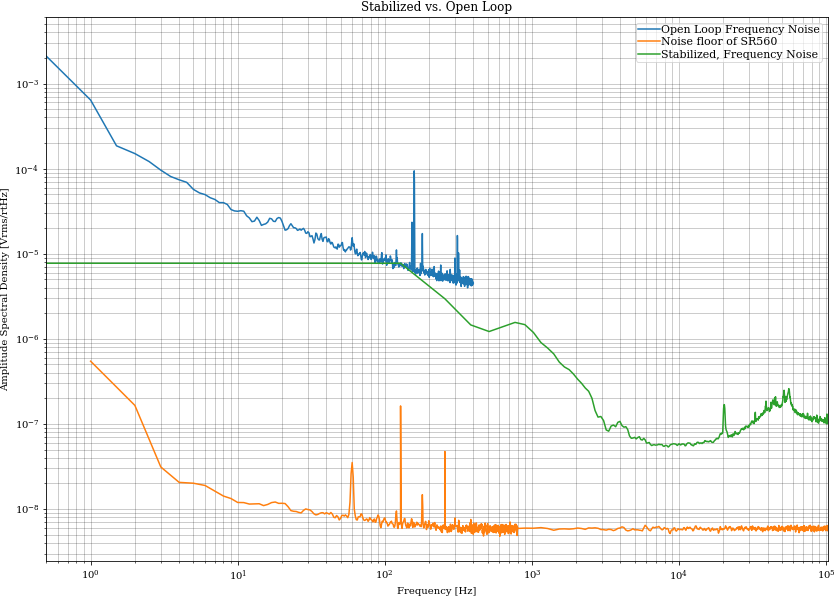 Stabilized vs. Open Loop
Open Loop Frequency Noise
Noise floor of SR560
Stabilized, Frequency Noise
Amplitude Spectral Density [Vrms/rtHz]
10⁻³
10⁻⁴
10⁻⁵
10⁻⁶
10⁻⁷
10⁻⁸
10⁰ 10¹ 10² 10³ 10⁴ 10⁵
Frequency [Hz]